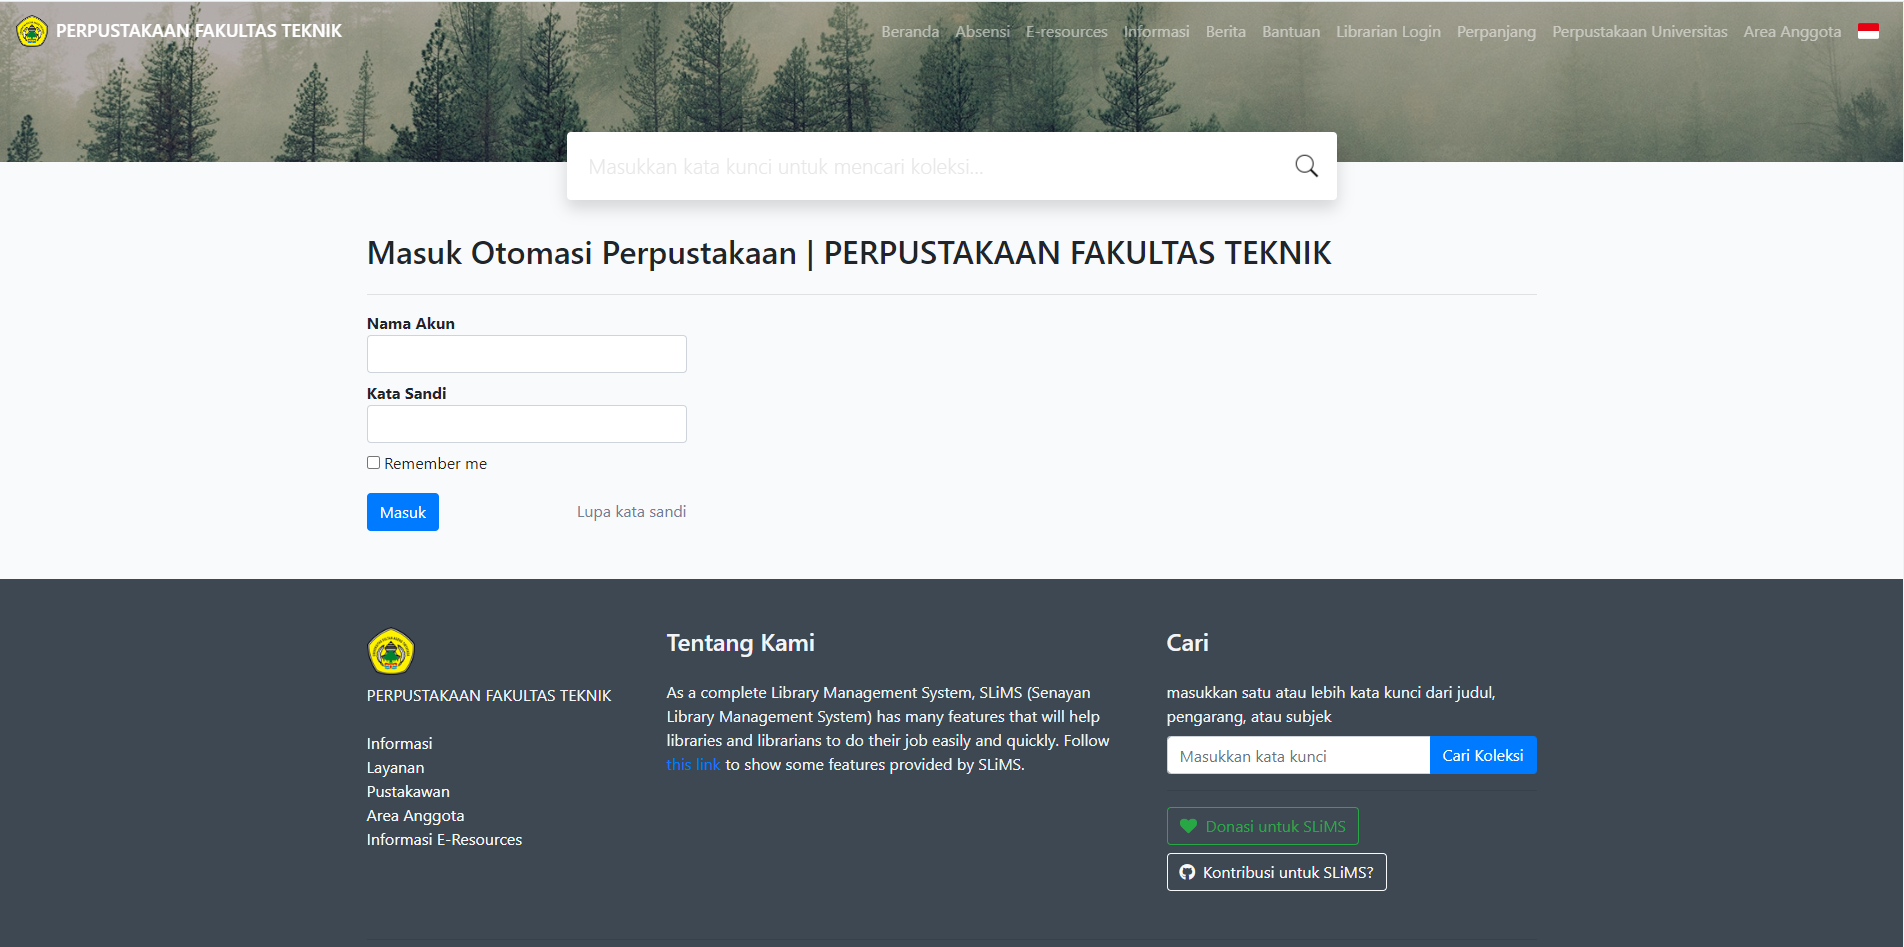 PERPUSTAKAAN FAKULTAS TEKNIK
Beranda Absensi E-resources Informasi Berita Bantuan Librarian Login Perpanjang Perpustakaan Universitas Area Anggota
Masukkan kata kunci untuk mencari koleksi...
Masuk Otomasi Perpustakaan | PERPUSTAKAAN FAKULTAS TEKNIK
Nama Akun
Kata Sandi
Remember me
Masuk
Lupa kata sandi
PERPUSTAKAAN FAKULTAS TEKNIK
Informasi
Layanan
Pustakawan
Area Anggota
Informasi E-Resources
Tentang Kami
As a complete Library Management System, SLiMS (Senayan
Library Management System) has many features that will help
libraries and librarians to do their job easily and quickly. Follow
this link to show some features provided by SLiMS.
Cari
masukkan satu atau lebih kata kunci dari judul,
pengarang, atau subjek
Masukkan kata kunci
Cari Koleksi
Donasi untuk SLiMS
Kontribusi untuk SLiMS?